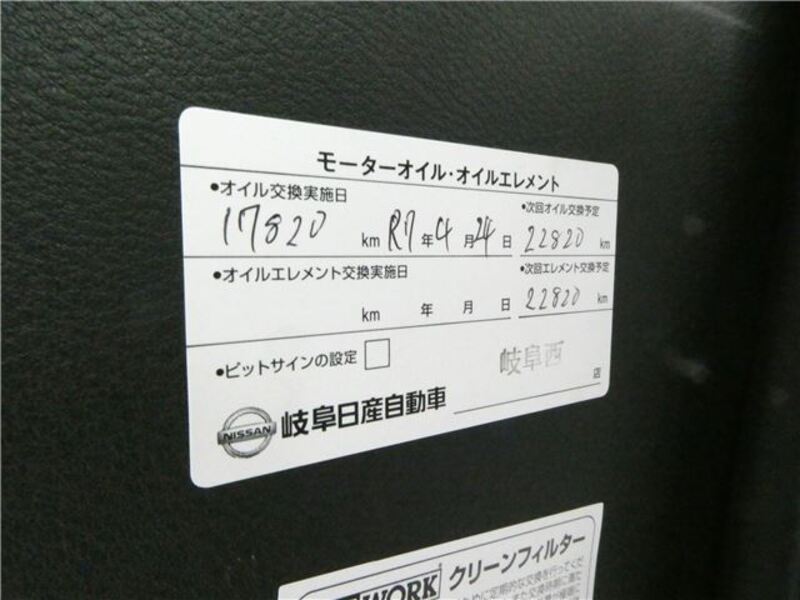 モーターオイル・オイルエレメント
•オイル交換実施日
•次回オイル交換予定
17820 km R7年4月24日 22820 km
•オイルエレメント交換実施日
•次回エレメント交換予定
km 年 月 日 22820 km
•ピットサインの設定
岐阜西 店
NISSAN 岐阜日産自動車
WORK クリーンフィルター